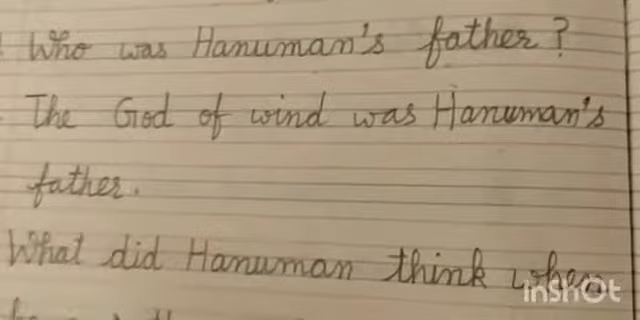 Who was Hanuman's father?
The God of wind was Hanuman's
father.
What did Hanuman think when
inshot